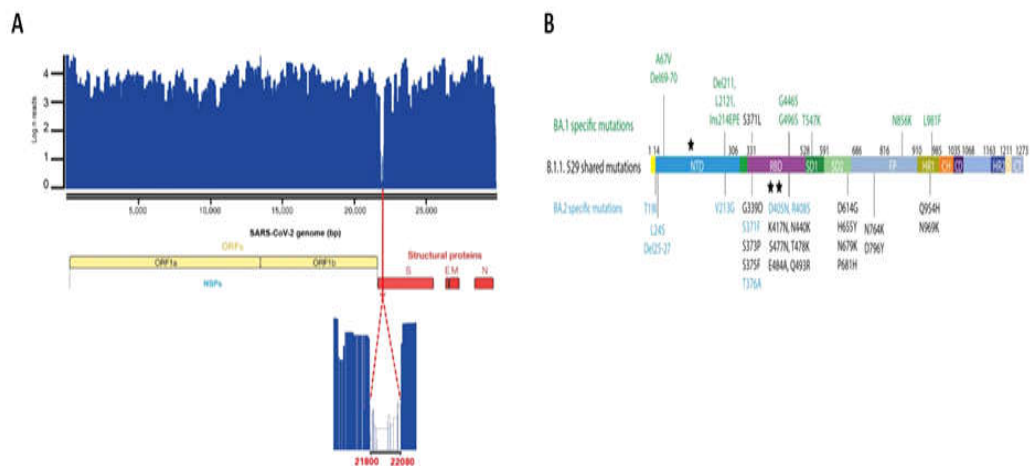 A
Log n reads
4
3
2
1
0
5,000 10,000 15,000 20,000 25,000
SARS-CoV-2 genome (bp)
ORFs
ORF1a ORF1b
NSPs
Structural proteins
S EM N
21800 22080
B
A67V
Del69-70
Del211,
L212I,
Ins214EPE
S371L
G446S
G496S
T547K
N856K
L981F
BA.1 specific mutations
1 14 306 331 528 591 686 816 910 985 1035 1068 1163 1211 1273
B.1.1. 529 shared mutations
NTD RBD SD1 SD2 FP HR1 CH CD HR2 CT
BA.2 specific mutations
T19I
L24S
Del25-27
V213G
G339D
S371F
S373P
S375F
T376A
D405N, R408S
K417N, N440K
S477N, T478K
E484A, Q493R
D614G
H655Y
N679K
P681H
N764K
D796Y
Q954H
N969K